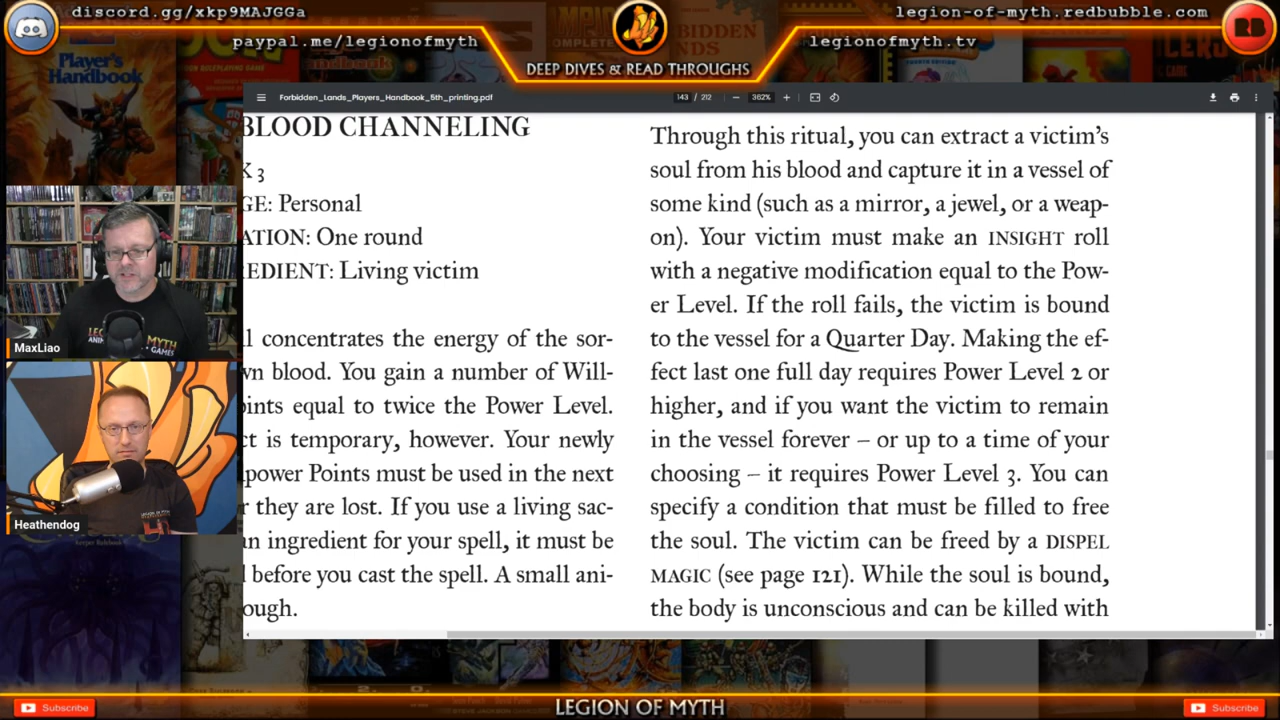 discord.gg/xkp9MAJGGa
paypal.me/legionofmyth
DEEP DIVES & READ THROUGHS
legion-of-myth.redbubble.com
legionofmyth.tv
Player's
Handbook
Forbidden_Lands_Players_Handbook_5th_printing.pdf
143 / 212
362%
BLOOD CHANNELING
K 3
GE: Personal
ATION: One round
EDIENT: Living victim
l concentrates the energy of the sor-
wn blood. You gain a number of Will-
ints equal to twice the Power Level.
ct is temporary, however. Your newly
power Points must be used in the next
r they are lost. If you use a living sac-
n ingredient for your spell, it must be
l before you cast the spell. A small ani-
ough.
Through this ritual, you can extract a victim's
soul from his blood and capture it in a vessel of
some kind (such as a mirror, a jewel, or a weap-
on). Your victim must make an INSIGHT roll
with a negative modification equal to the Pow-
er Level. If the roll fails, the victim is bound
to the vessel for a Quarter Day. Making the ef-
fect last one full day requires Power Level 2 or
higher, and if you want the victim to remain
in the vessel forever – or up to a time of your
choosing – it requires Power Level 3. You can
specify a condition that must be filled to free
the soul. The victim can be freed by a DISPEL
MAGIC (see page 121). While the soul is bound,
the body is unconscious and can be killed with
MaxLiao
Heathendog
Subscribe
LEGION OF MYTH
Subscribe